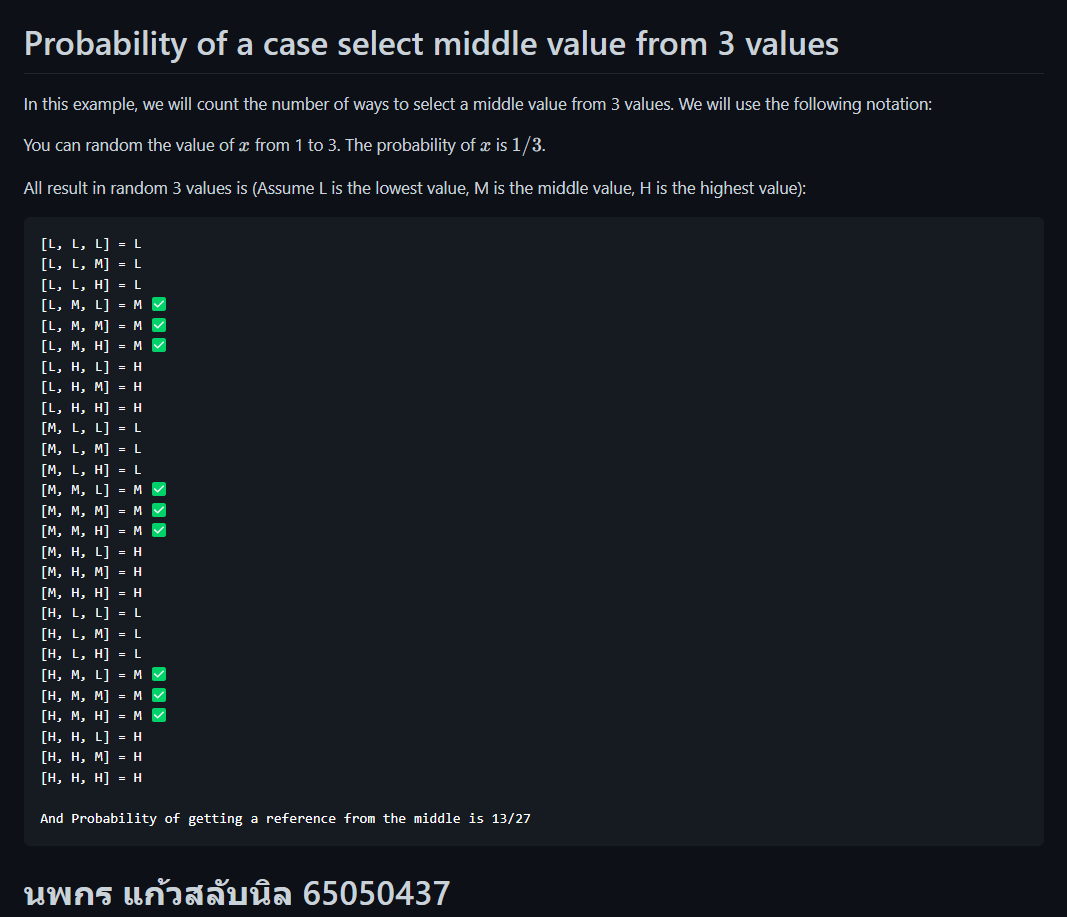 Probability of a case select middle value from 3 values
In this example, we will count the number of ways to select a middle value from 3 values. We will use the following notation:
You can random the value of x from 1 to 3. The probability of x is 1/3.
All result in random 3 values is (Assume L is the lowest value, M is the middle value, H is the highest value):
[L, L, L] = L
[L, L, M] = L
[L, L, H] = L
[L, M, L] = M ✅
[L, M, M] = M ✅
[L, M, H] = M ✅
[L, H, L] = H
[L, H, M] = H
[L, H, H] = H
[M, L, L] = L
[M, L, M] = L
[M, L, H] = L
[M, M, L] = M ✅
[M, M, M] = M ✅
[M, M, H] = M ✅
[M, H, L] = H
[M, H, M] = H
[M, H, H] = H
[H, L, L] = L
[H, L, M] = L
[H, L, H] = L
[H, M, L] = M ✅
[H, M, M] = M ✅
[H, M, H] = M ✅
[H, H, L] = H
[H, H, M] = H
[H, H, H] = H
And Probability of getting a reference from the middle is 13/27
นพกร แก้วสลับนิล 65050437